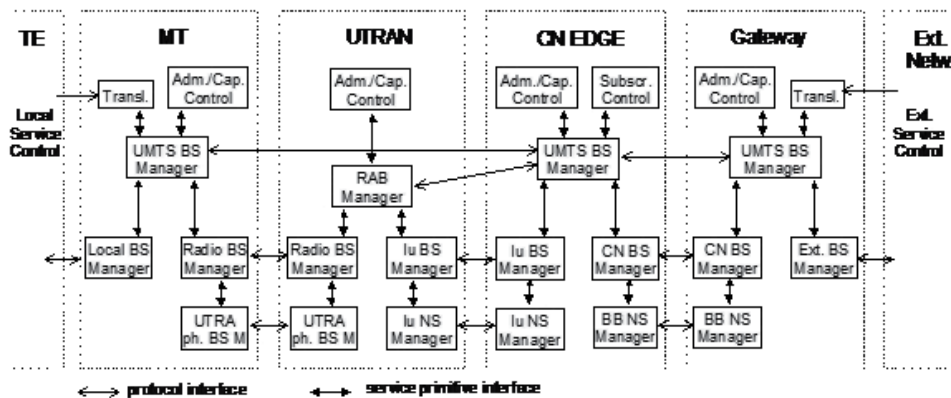 TE
MT
UTRAN
CN EDGE
Gateway
Ext.
Netw
Transl.
Adm./Cap.
Control
Adm./Cap.
Control
Adm./Cap.
Control
Subscr.
Control
Adm./Cap.
Control
Transl.
Local
Service
Control
Ext.
Service
Control
UMTS BS
Manager
RAB
Manager
UMTS BS
Manager
UMTS BS
Manager
Local BS
Manager
Radio BS
Manager
Radio BS
Manager
Iu BS
Manager
Iu BS
Manager
CN BS
Manager
CN BS
Manager
Ext. BS
Manager
UTRA
ph. BS M
UTRA
ph. BS M
Iu NS
Manager
Iu NS
Manager
BB NS
Manager
BB NS
Manager
protocol interface
service primitive interface